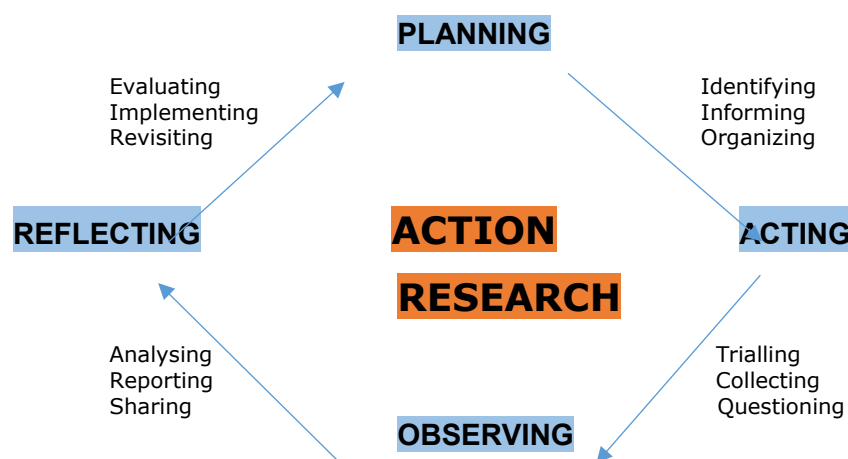 PLANNING
Evaluating
Implementing
Revisiting
Identifying
Informing
Organizing
REFLECTING
ACTION
RESEARCH
ACTING
Analysing
Reporting
Sharing
Trialling
Collecting
Questioning
OBSERVING